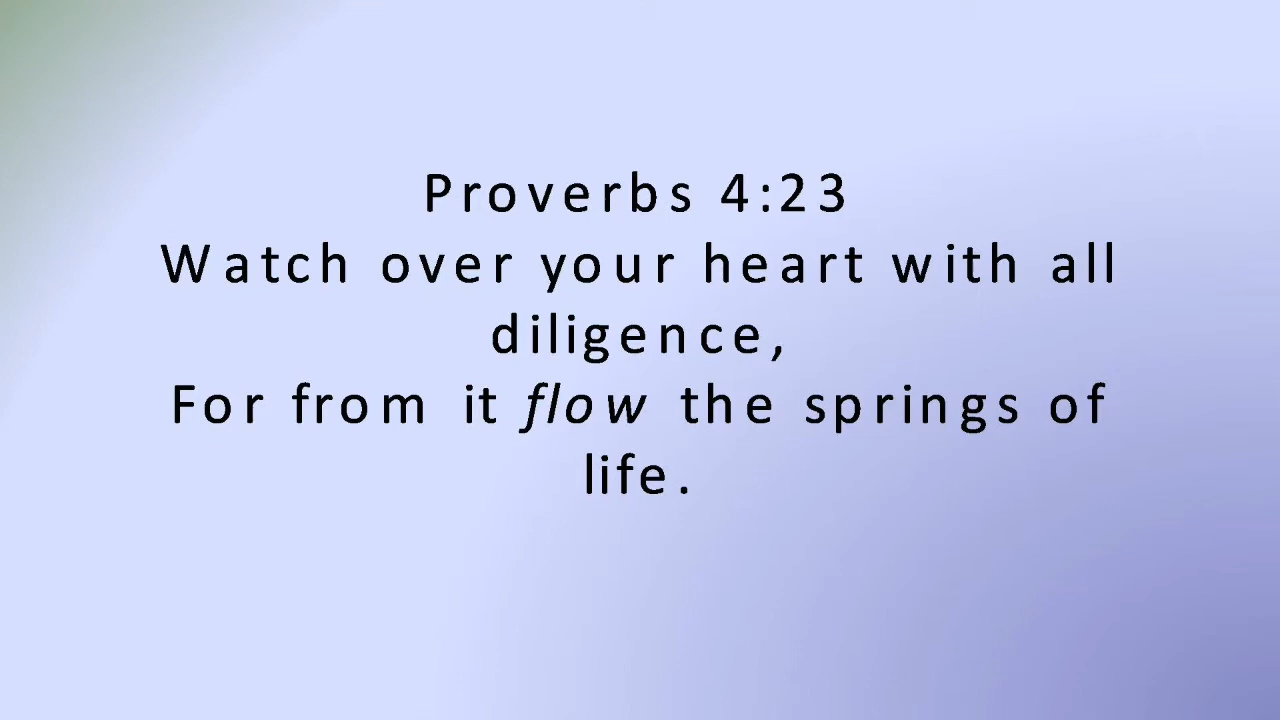 Proverbs 4:23
Watch over your heart with all
diligence,
For from it flow the springs of
life.